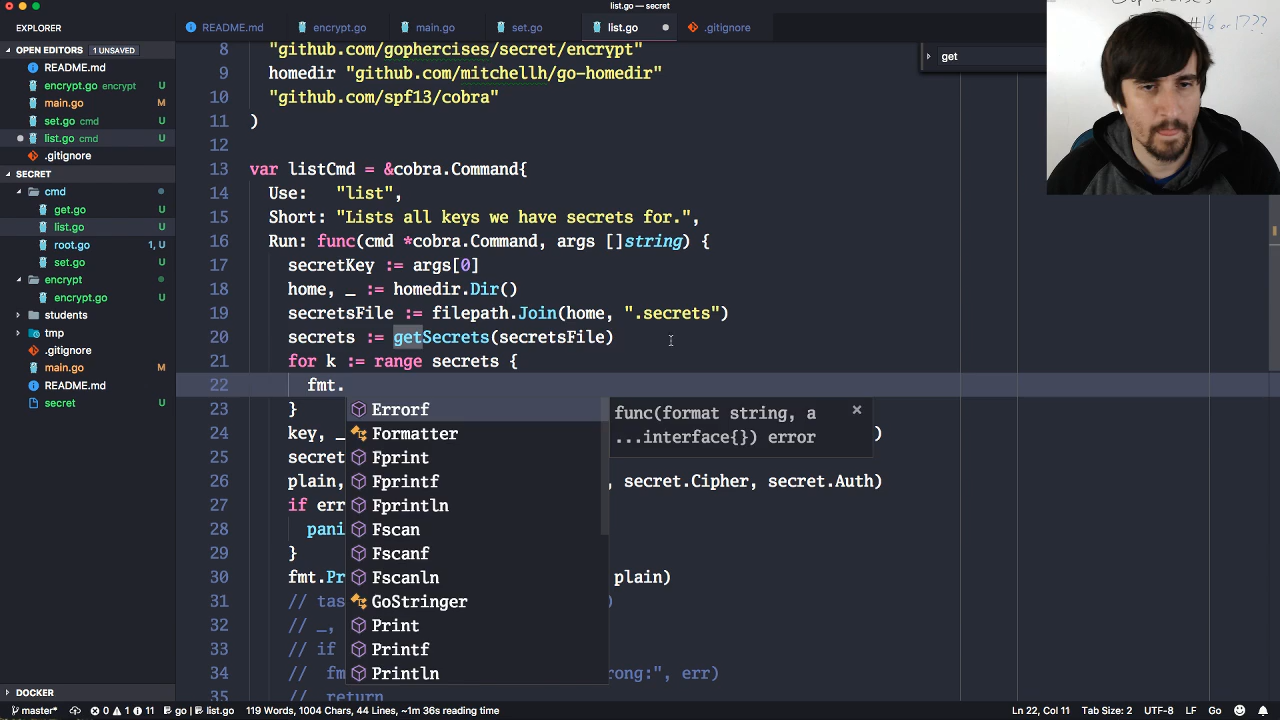 list.go — secret
EXPLORER
README.md
encrypt.go
main.go
set.go
list.go
.gitignore
OPEN EDITORS 1 UNSAVED
README.md
encrypt.go encrypt U
main.go M
set.go cmd U
list.go cmd U
.gitignore
SECRET
cmd
get.go U
list.go U
root.go 1, U
set.go U
encrypt
encrypt.go U
students
tmp
.gitignore
main.go M
README.md
secret U
DOCKER
get
#16 or 17???
8 "github.com/gophercises/secret/encrypt"
9 homedir "github.com/mitchellh/go-homedir"
10 "github.com/spf13/cobra"
11 )
12
13 var listCmd = &cobra.Command{
14 Use: "list",
15 Short: "Lists all keys we have secrets for.",
16 Run: func(cmd *cobra.Command, args []string) {
17 secretKey := args[0]
18 home, _ := homedir.Dir()
19 secretsFile := filepath.Join(home, ".secrets")
20 secrets := getSecrets(secretsFile)
21 for k := range secrets {
22 fmt.
23 }
24 key, _ )
25 secret
26 plain, , secret.Cipher, secret.Auth)
27 if err
28 pani
29 }
30 fmt.Pr plain)
31 // tas )
32 // _,
33 // if
34 // fm rong:", err)
35 // return
Errorf
Formatter
Fprint
Fprintf
Fprintln
Fscan
Fscanf
Fscanln
GoStringer
Print
Printf
Println
func(format string, a
...interface{}) error
master* 0 1 11 go | list.go 119 Words, 1004 Chars, 44 Lines, ~1m 36s reading time Ln 22, Col 11 Tab Size: 2 UTF-8 LF Go